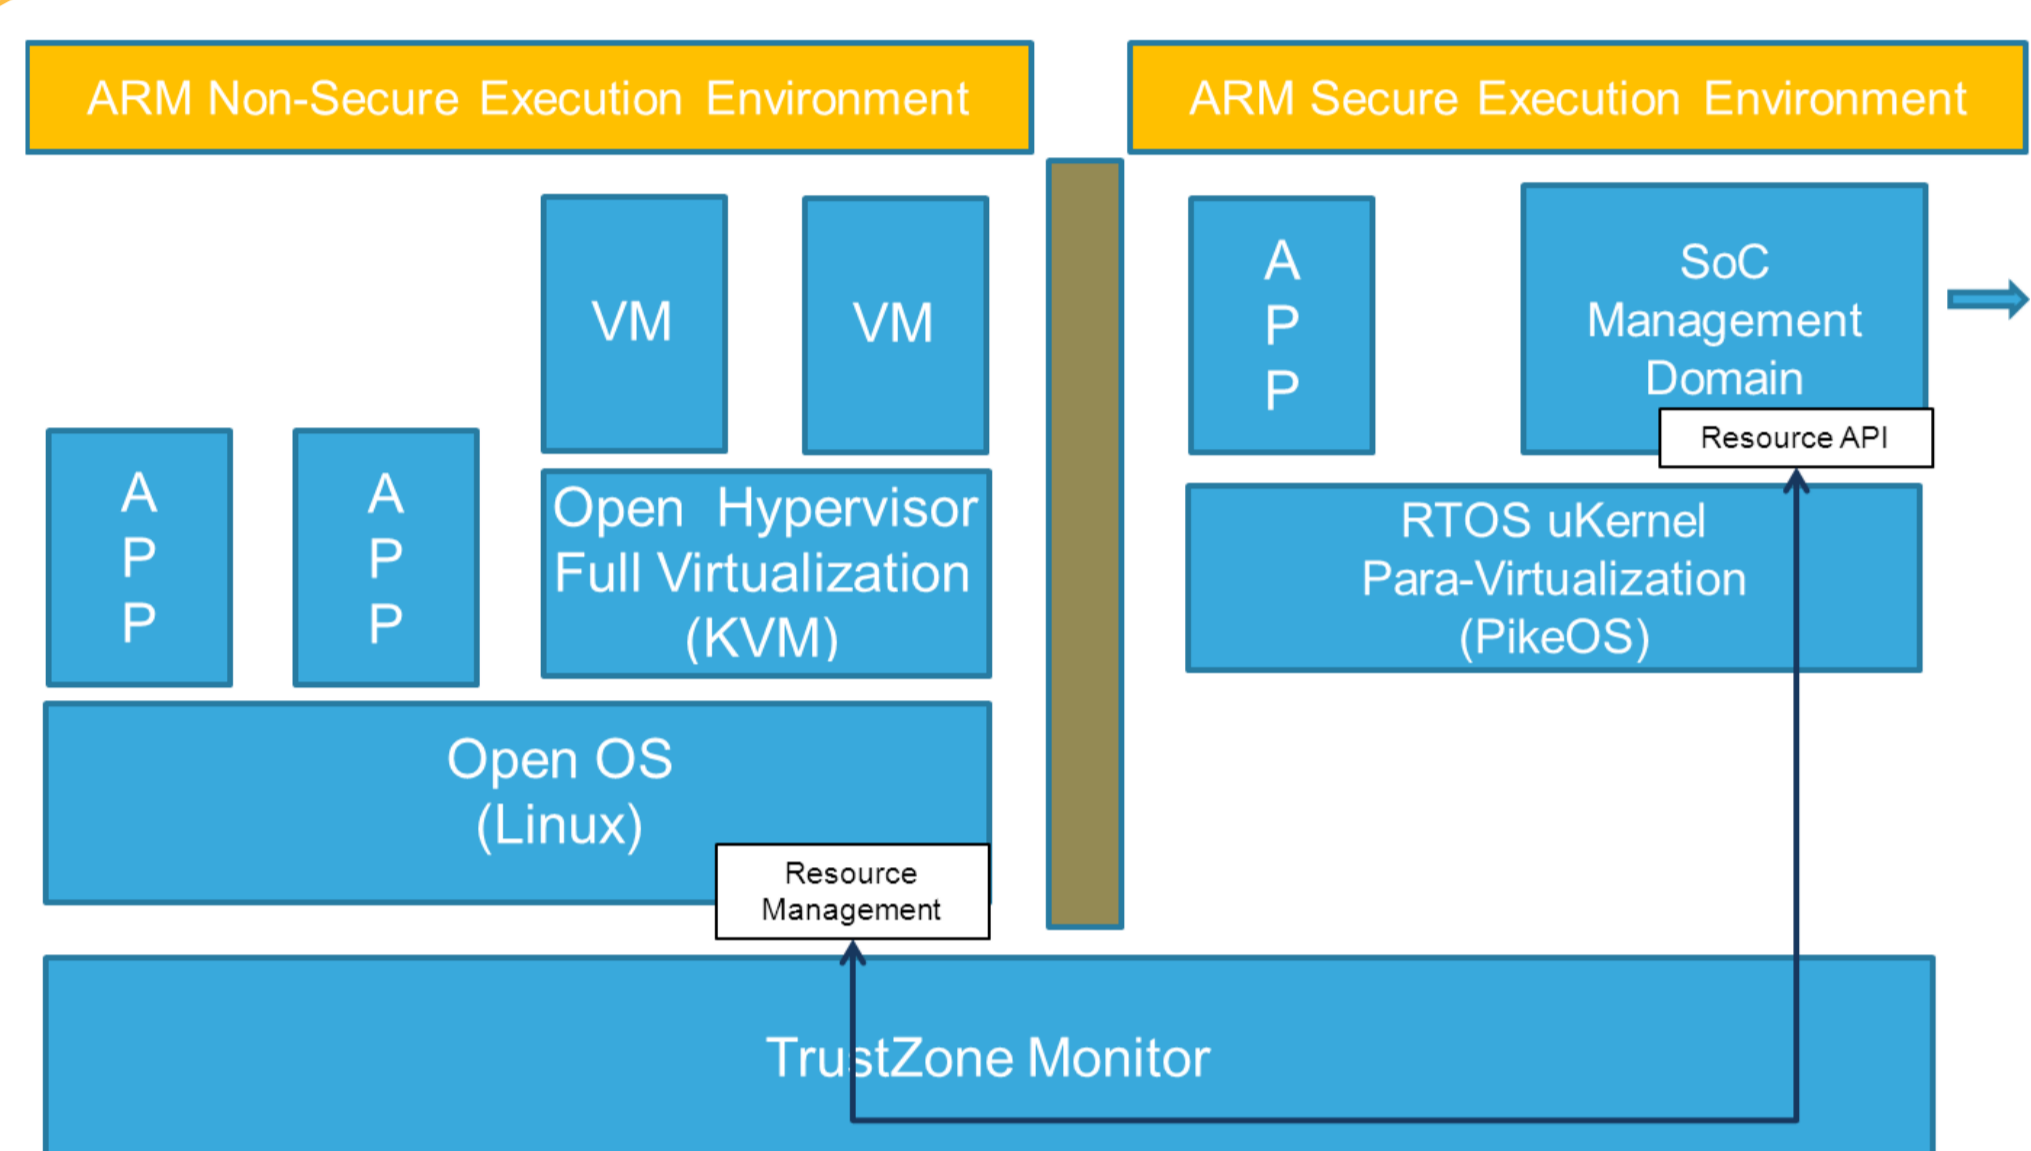 ARM Non-Secure Execution Environment
ARM Secure Execution Environment
VM
VM
A
P
P
A
P
P
Open Hypervisor
Full Virtualization
(KVM)
Open OS
(Linux)
Resource
Management
A
P
P
SoC
Management
Domain
Resource API
RTOS uKernel
Para-Virtualization
(PikeOS)
TrustZone Monitor